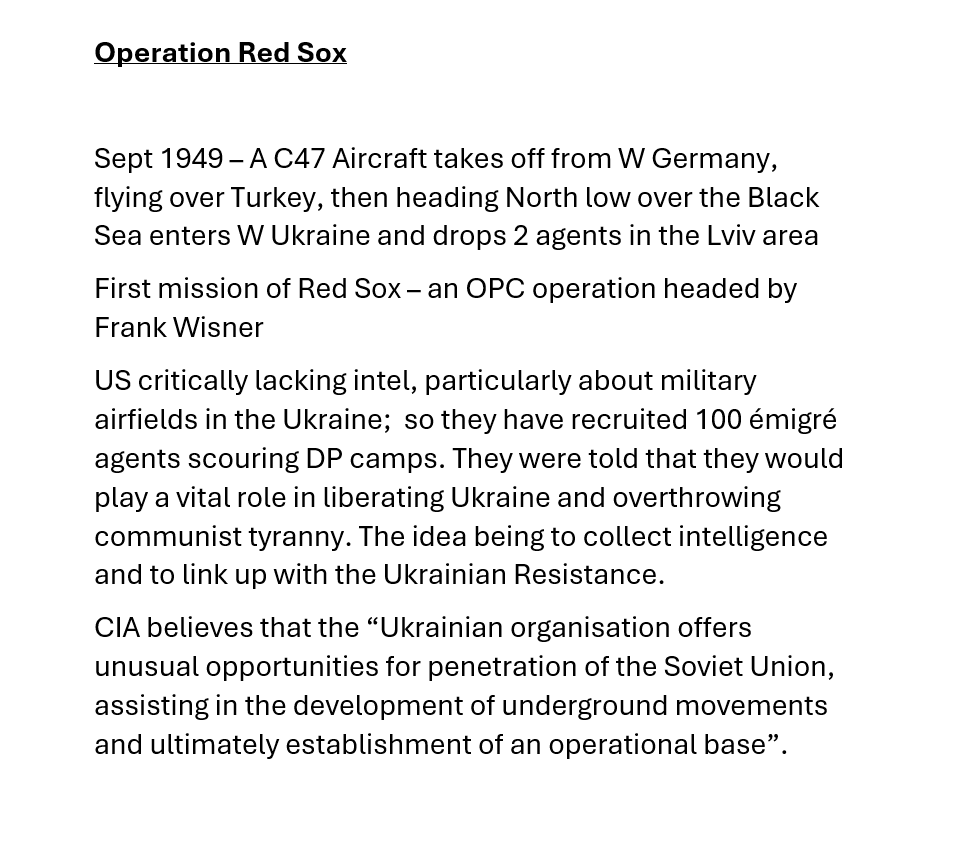 Operation Red Sox
Sept 1949 – A C47 Aircraft takes off from W Germany,
flying over Turkey, then heading North low over the Black
Sea enters W Ukraine and drops 2 agents in the Lviv area
First mission of Red Sox – an OPC operation headed by
Frank Wisner
US critically lacking intel, particularly about military
airfields in the Ukraine;  so they have recruited 100 émigré
agents scouring DP camps. They were told that they would
play a vital role in liberating Ukraine and overthrowing
communist tyranny. The idea being to collect intelligence
and to link up with the Ukrainian Resistance.
CIA believes that the “Ukrainian organisation offers
unusual opportunities for penetration of the Soviet Union,
assisting in the development of underground movements
and ultimately establishment of an operational base”.